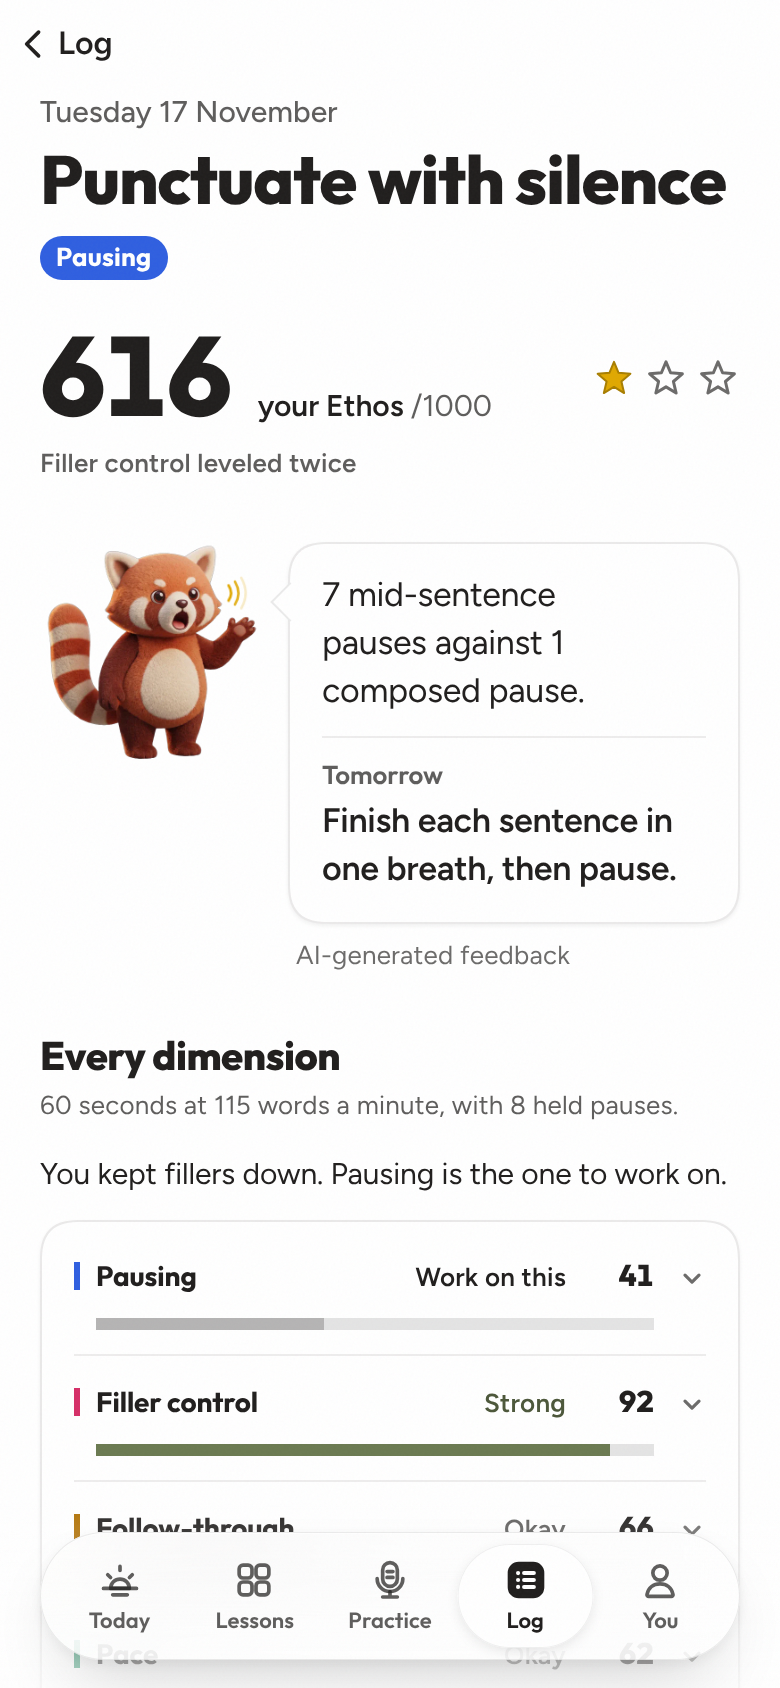 Log
Tuesday 17 November
Punctuate with silence
Pausing
616 your Ethos /1000
Filler control leveled twice
7 mid-sentence
pauses against 1
composed pause.
Tomorrow
Finish each sentence in
one breath, then pause.
AI-generated feedback
Every dimension
60 seconds at 115 words a minute, with 8 held pauses.
You kept fillers down. Pausing is the one to work on.
Pausing Work on this 41
Filler control Strong 92
Follow-through Okay 66
Today Lessons Practice Log You
Pace Okay 62